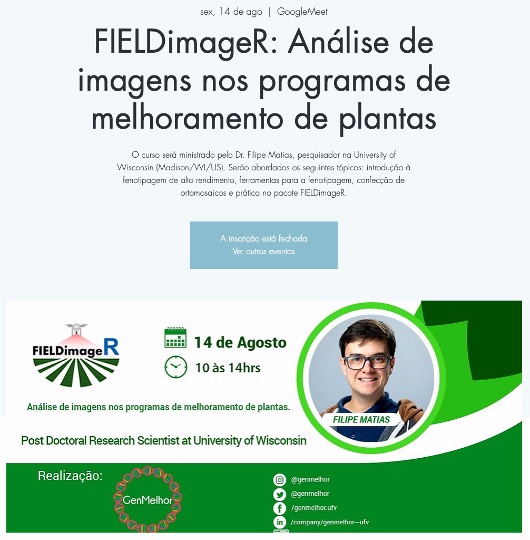 sex, 14 de ago | GoogleMeet
FIELDimageR: Análise de
imagens nos programas de
melhoramento de plantas
O curso será ministrado pelo Dr. Filipe Matias, pesquisador na University of
Wisconsin (Madison/WI/US). Serão abordados os seguintes tópicos: introdução à
fenotipagem de alto rendimento, ferramentas para a fenotipagem, confecção de
ortomosaicos e prática no pacote FIELDimageR.
A inscrição está fechada
Ver outros eventos
FIELDimageR
14 de Agosto
10 às 14hrs
Análise de imagens nos programas de melhoramento de plantas.
FILIPE MATIAS
Post Doctoral Research Scientist at University of Wisconsin
Realização:
GenMelhor
@genmelhor
@genmelhor
/genmelhor.ufv
/company/genmelhor---ufv